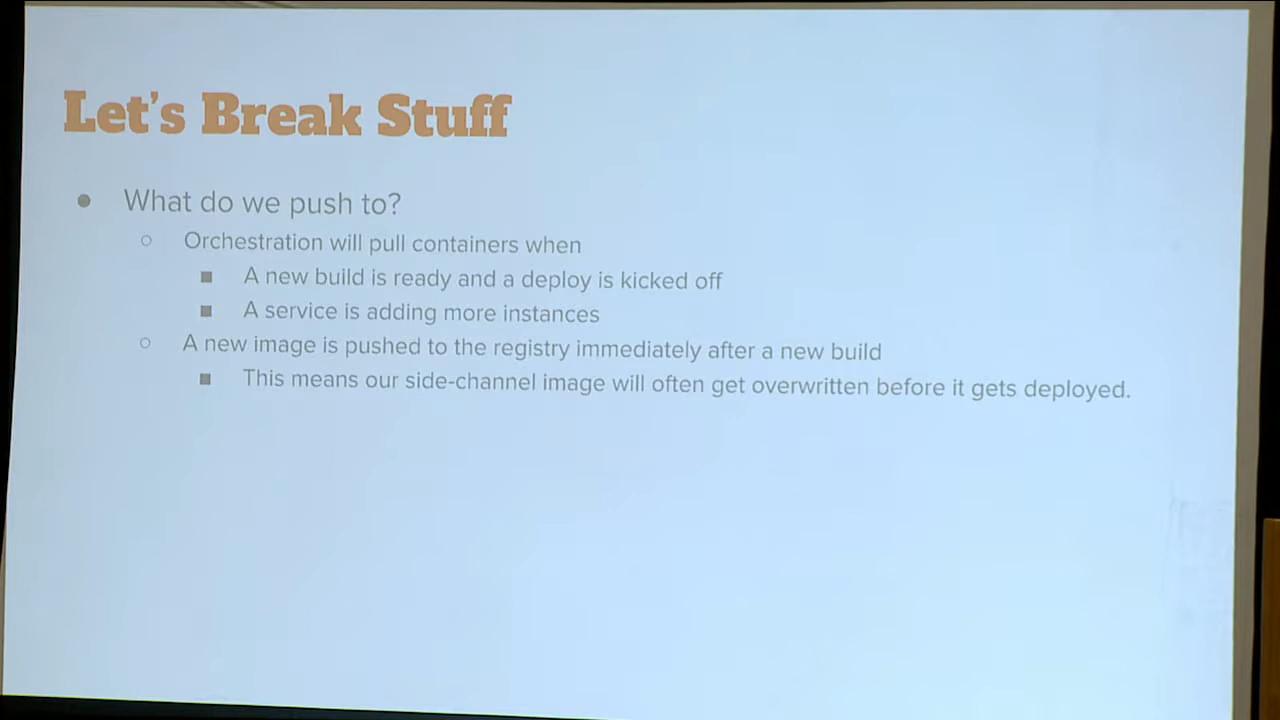 Let's Break Stuff
● What do we push to?
○ Orchestration will pull containers when
■ A new build is ready and a deploy is kicked off
■ A service is adding more instances
○ A new image is pushed to the registry immediately after a new build
■ This means our side-channel image will often get overwritten before it gets deployed.